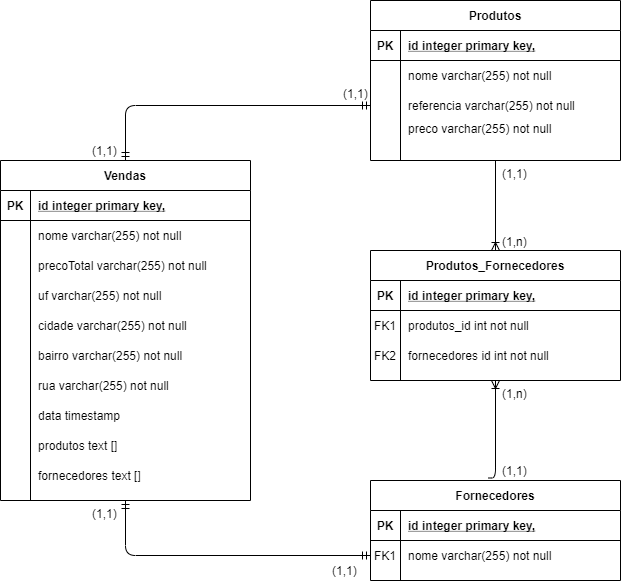 Produtos
PK id integer primary key,
nome varchar(255) not null
referencia varchar(255) not null
preco varchar(255) not null
(1,1)
(1,1)
(1,1)
Vendas
PK id integer primary key,
nome varchar(255) not null
precoTotal varchar(255) not null
uf varchar(255) not null
cidade varchar(255) not null
bairro varchar(255) not null
rua varchar(255) not null
data timestamp
produtos text []
fornecedores text []
(1,n)
Produtos_Fornecedores
PK id integer primary key,
FK1 produtos_id int not null
FK2 fornecedores id int not null
(1,n)
(1,1)
(1,1)
Fornecedores
PK id integer primary key,
FK1 nome varchar(255) not null
(1,1)